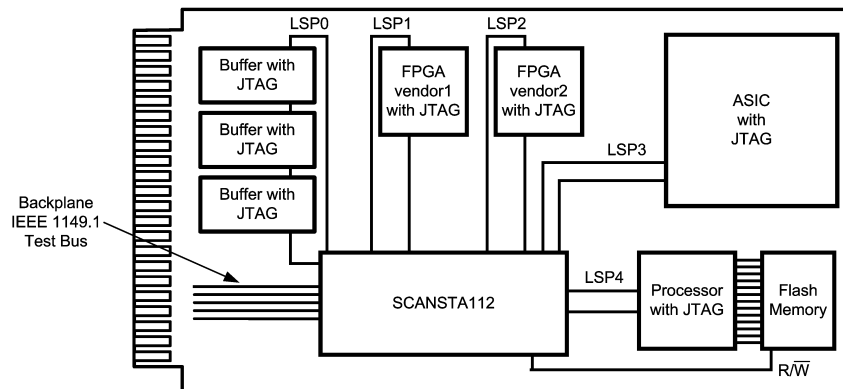 LSP0
LSP1
LSP2
Buffer with
JTAG
Buffer with
JTAG
Buffer with
JTAG
FPGA
vendor1
with JTAG
FPGA
vendor2
with JTAG
ASIC
with
JTAG
LSP3
Backplane
IEEE 1149.1
Test Bus
SCANSTA112
LSP4
Processor
with JTAG
Flash
Memory
R/W̅